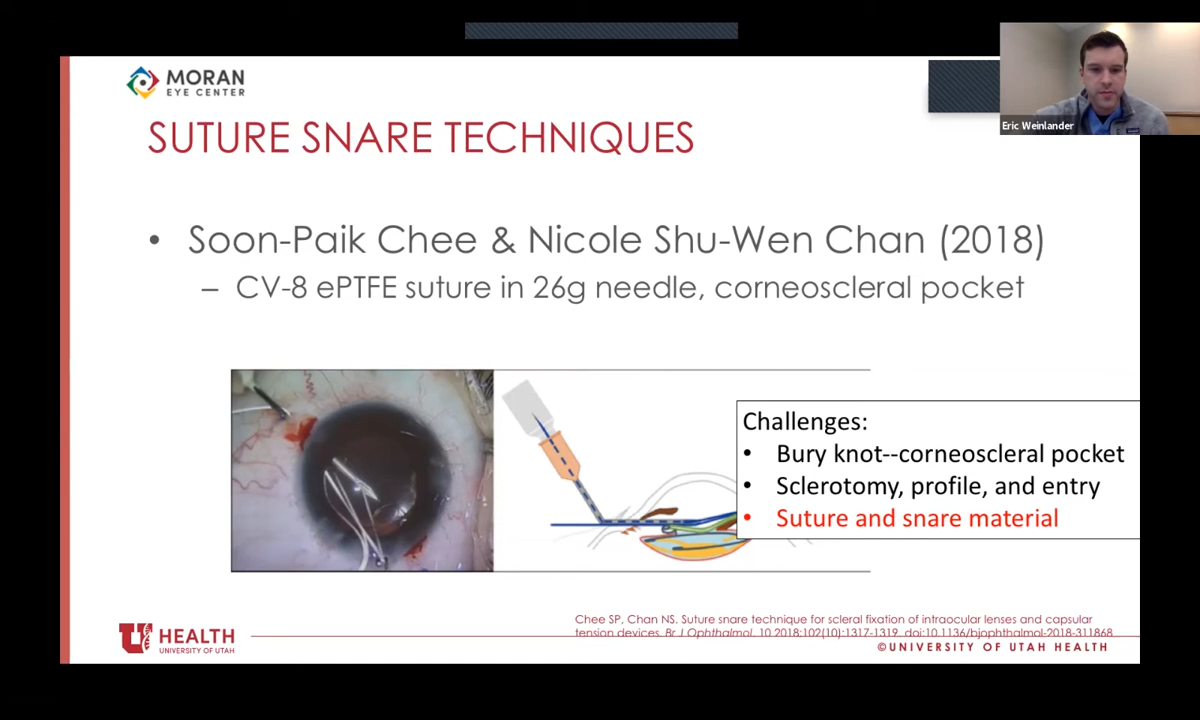 MORAN
EYE CENTER
Eric Weinlander
SUTURE SNARE TECHNIQUES
• Soon-Paik Chee & Nicole Shu-Wen Chan (2018)
– CV-8 ePTFE suture in 26g needle, corneoscleral pocket
Challenges:
• Bury knot--corneoscleral pocket
• Sclerotomy, profile, and entry
• Suture and snare material
Chee SP, Chan NS. Suture snare technique for scleral fixation of intraocular lenses and capsular
tension devices. Br J Ophthalmol. 10 2018;102(10):1317-1319. doi:10.1136/bjophthalmol-2018-311868
U HEALTH
UNIVERSITY OF UTAH
©UNIVERSITY OF UTAH HEALTH